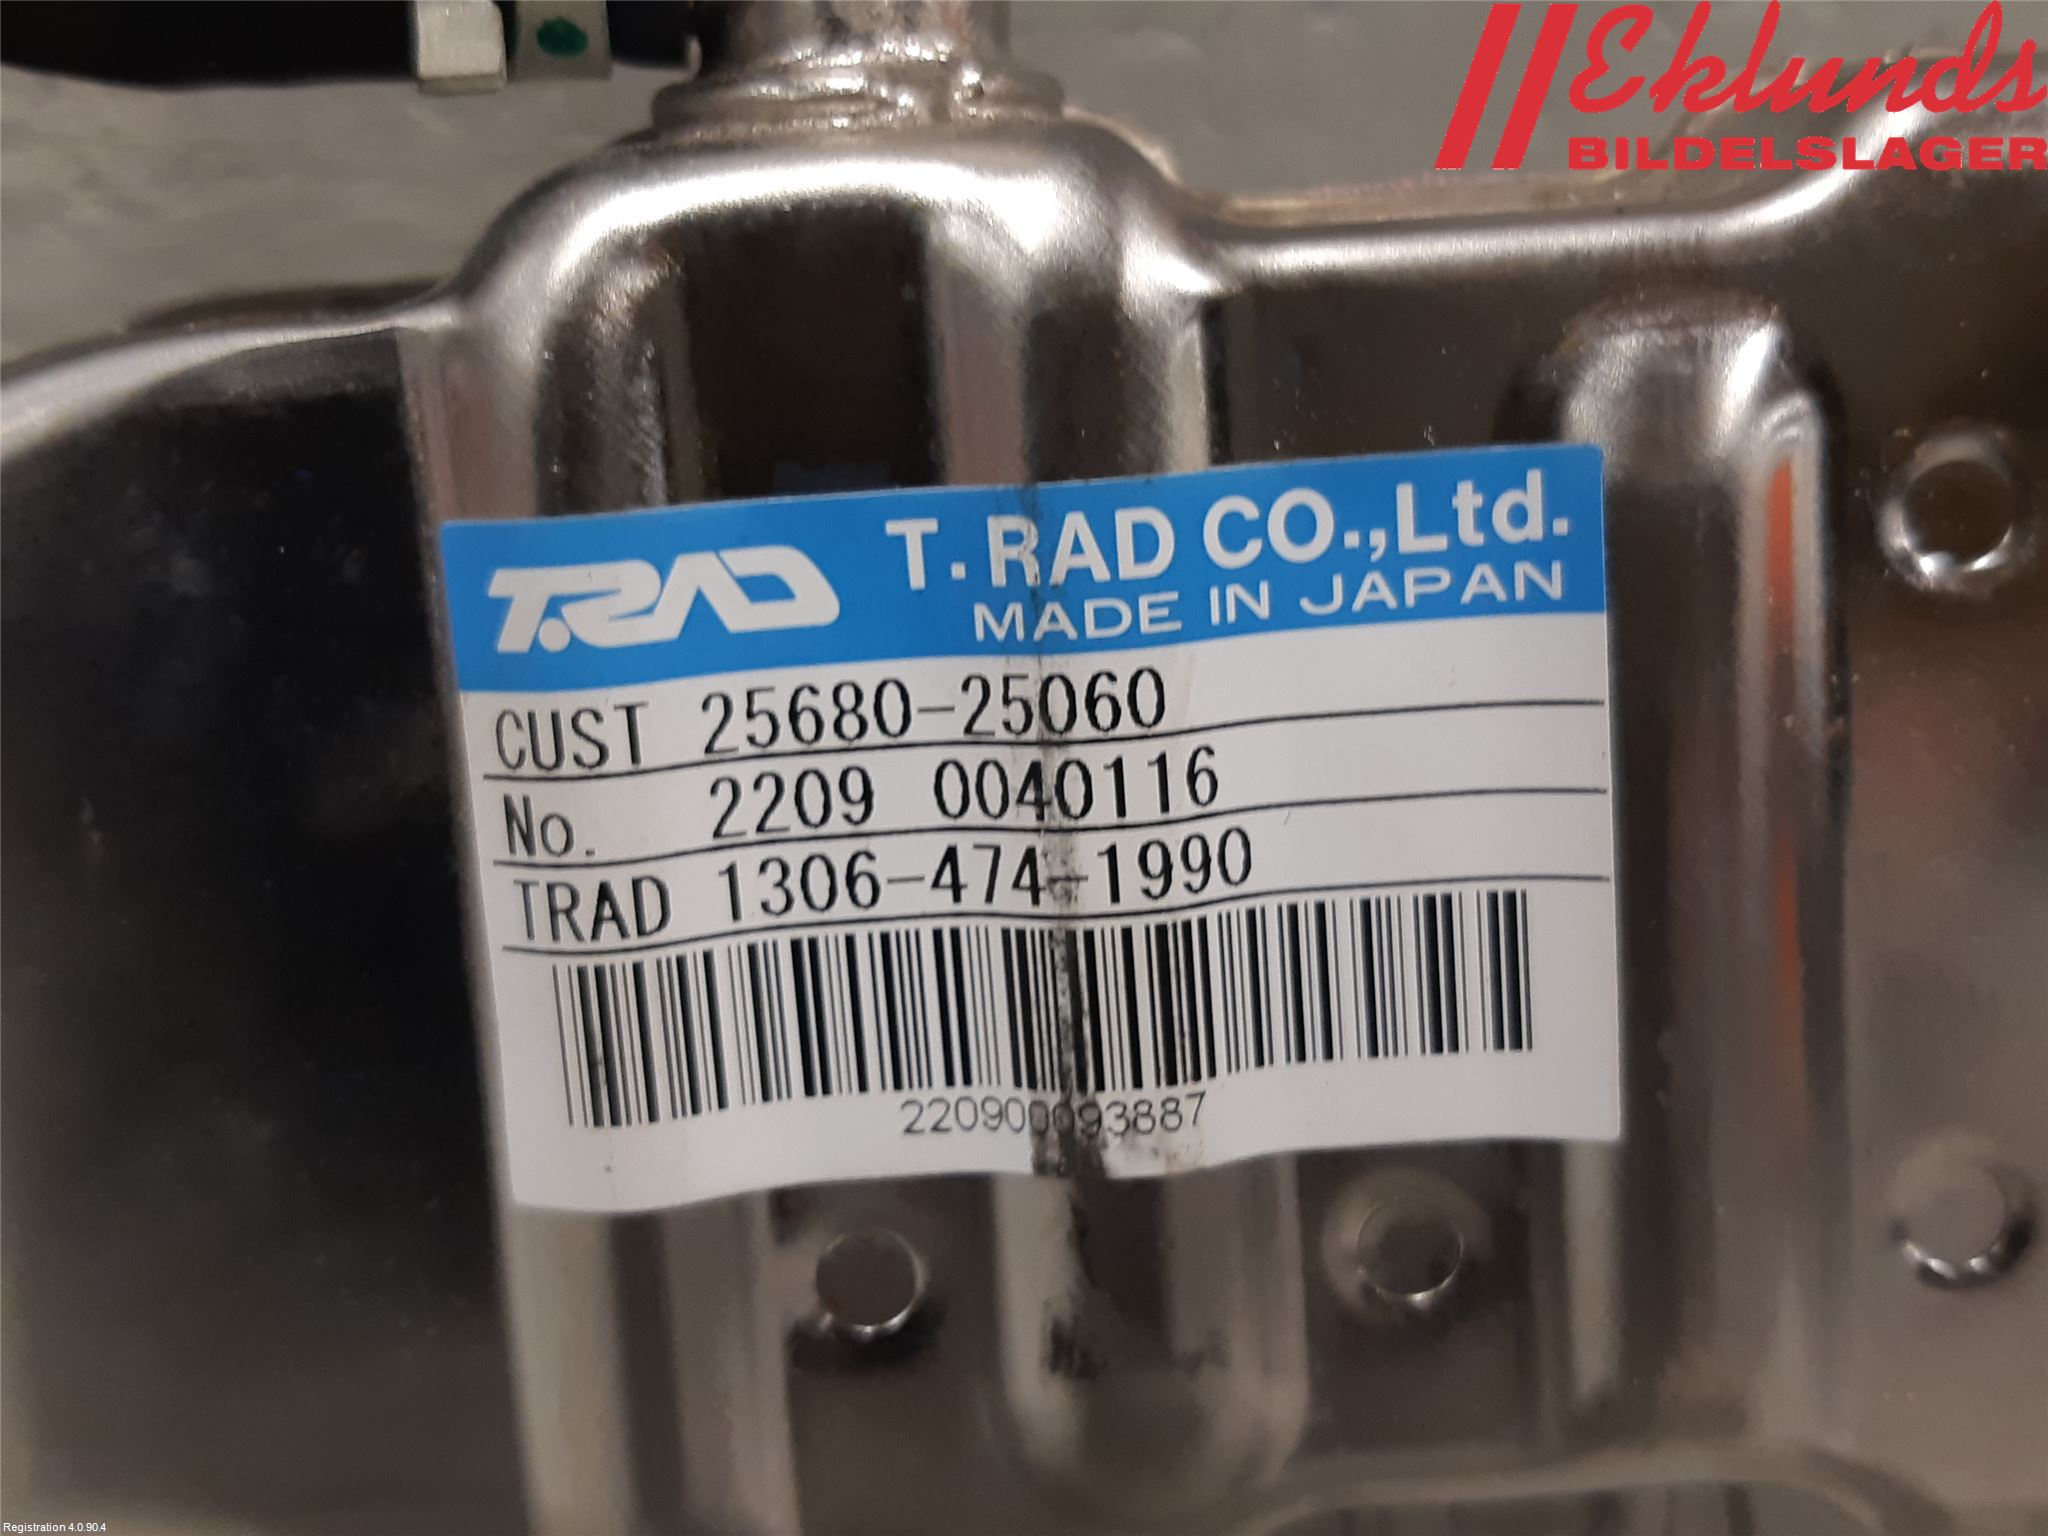 Eklunds
BILDELSLAGER
T.RAD T. RAD CO.,Ltd.
MADE IN JAPAN
CUST 25680-25060
No. 2209 0040116
TRAD 1306-474-1990
220900093887
Registration 4.0.90.4